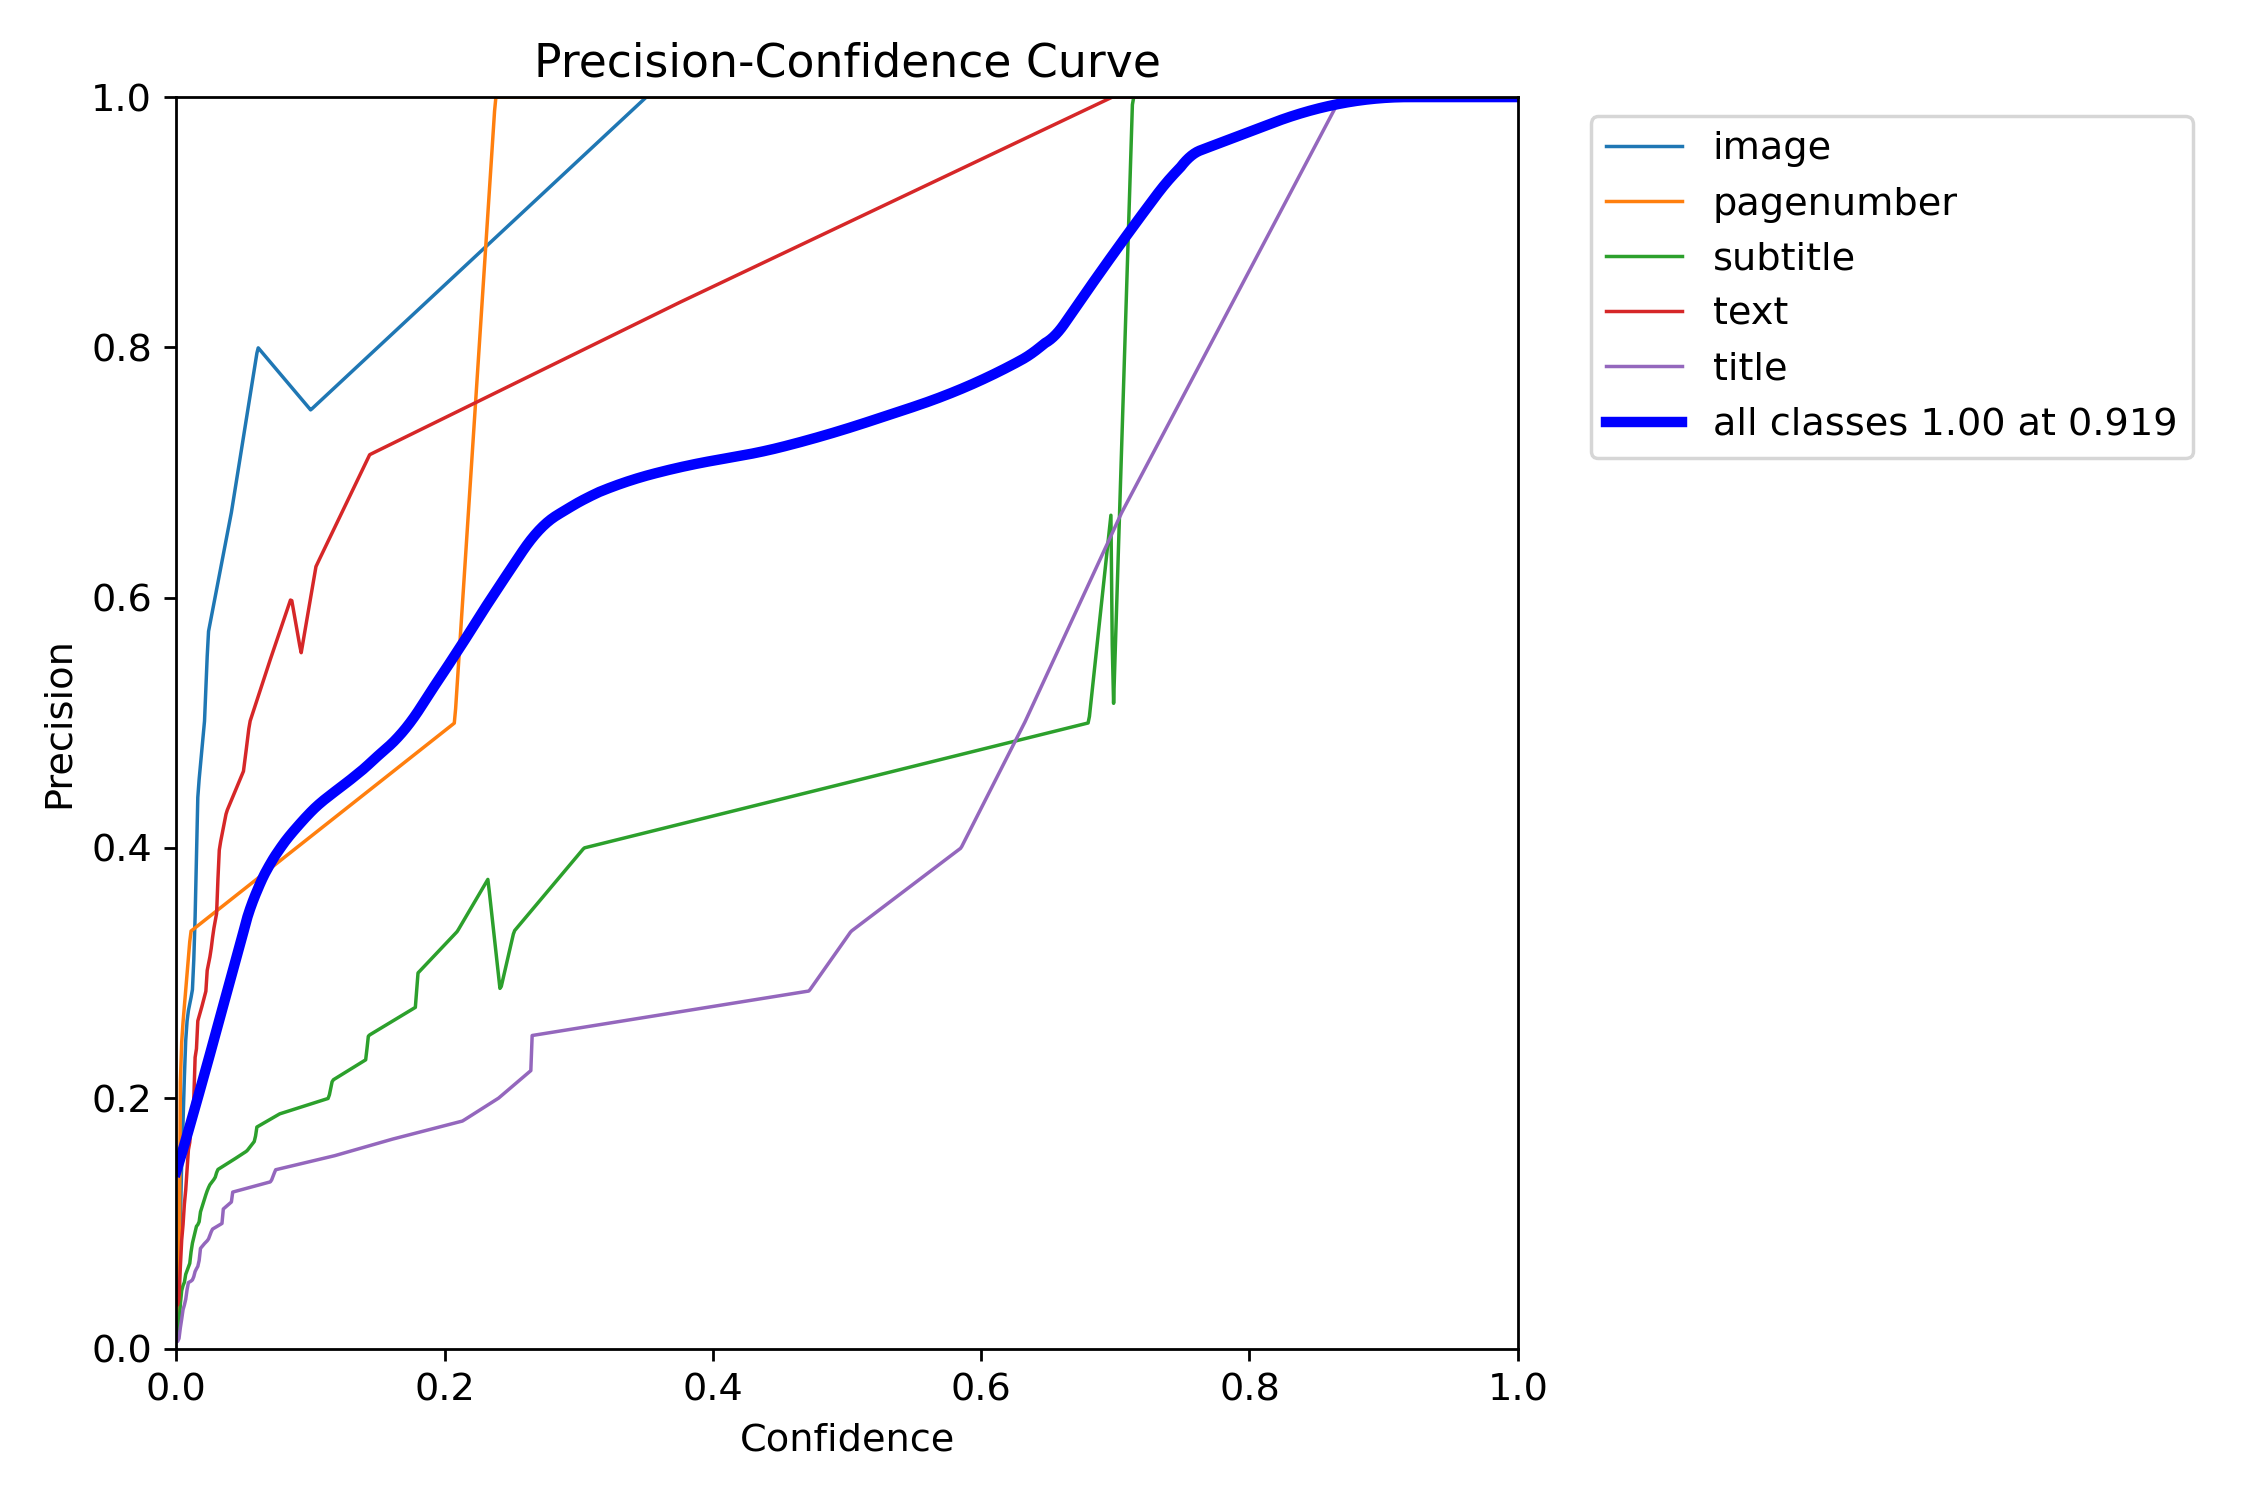 Precision-Confidence Curve
1.0
0.8
0.6
0.4
0.2
0.0
Precision
0.0 0.2 0.4 0.6 0.8 1.0
Confidence
image
pagenumber
subtitle
text
title
all classes 1.00 at 0.919